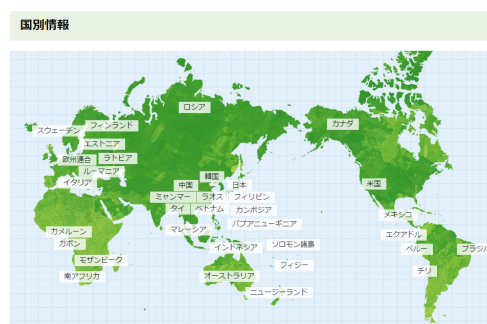 国別情報
ロシア
カナダ
スウェーデン
フィンランド
エストニア
欧州連合
ラトビア
ルーマニア
イタリア
韓国
中国
日本
米国
ミャンマー
ラオス
フィリピン
タイ
ベトナム
カンボジア
メキシコ
パプアニューギニア
マレーシア
カメルーン
エクアドル
ガボン
インドネシア
ソロモン諸島
ペルー
ブラジル
モザンビーク
フィジー
チリ
南アフリカ
オーストラリア
ニュージーランド